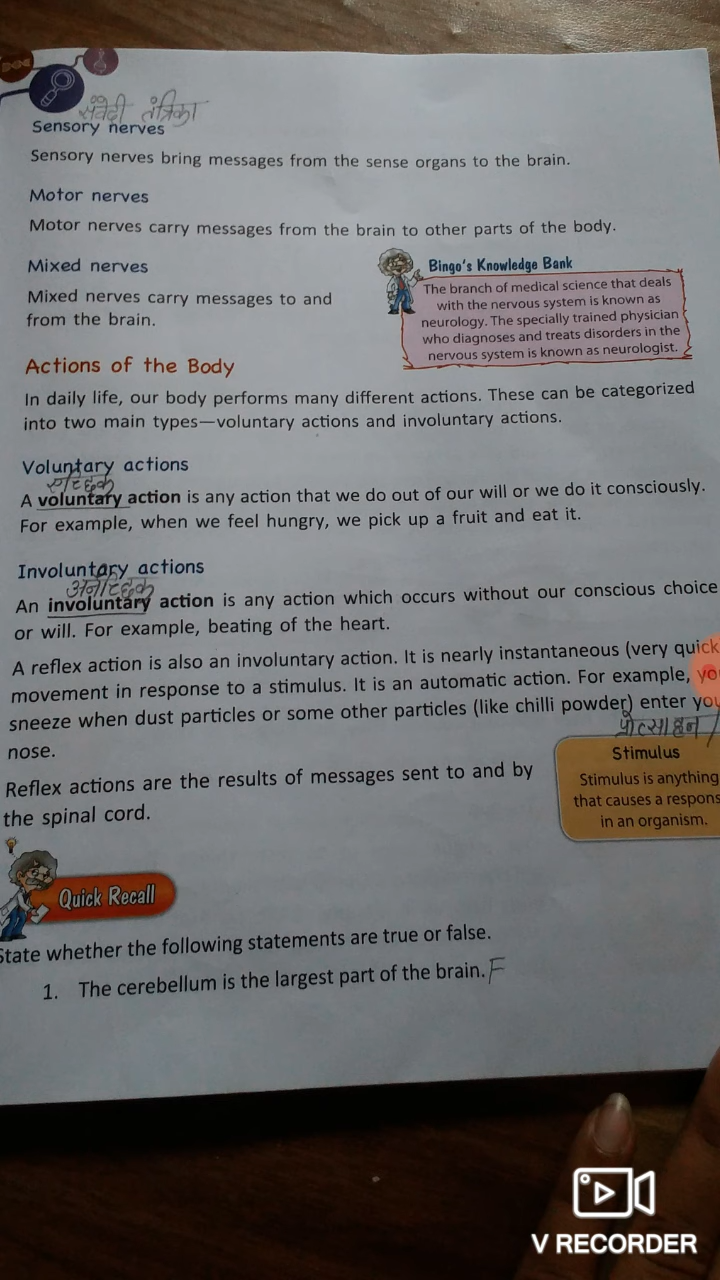 संवेदी तंत्रिका
Sensory nerves
Sensory nerves bring messages from the sense organs to the brain.
Motor nerves
Motor nerves carry messages from the brain to other parts of the body.
Mixed nerves
Mixed nerves carry messages to and
from the brain.
Bingo's Knowledge Bank
The branch of medical science that deals
with the nervous system is known as
neurology. The specially trained physician
who diagnoses and treats disorders in the
nervous system is known as neurologist.
Actions of the Body
In daily life, our body performs many different actions. These can be categorized
into two main types—voluntary actions and involuntary actions.
Voluntary actions
A voluntary action is any action that we do out of our will or we do it consciously.
For example, when we feel hungry, we pick up a fruit and eat it.
Involuntary actions
अनैच्छिक
An involuntary action is any action which occurs without our conscious choice
or will. For example, beating of the heart.
A reflex action is also an involuntary action. It is nearly instantaneous (very quick
movement in response to a stimulus. It is an automatic action. For example, yo
sneeze when dust particles or some other particles (like chilli powder) enter you
nose.
प्रोत्साहन
Reflex actions are the results of messages sent to and by
the spinal cord.
Stimulus
Stimulus is anything
that causes a respons
in an organism.
Quick Recall
State whether the following statements are true or false.
1. The cerebellum is the largest part of the brain. F
V RECORDER